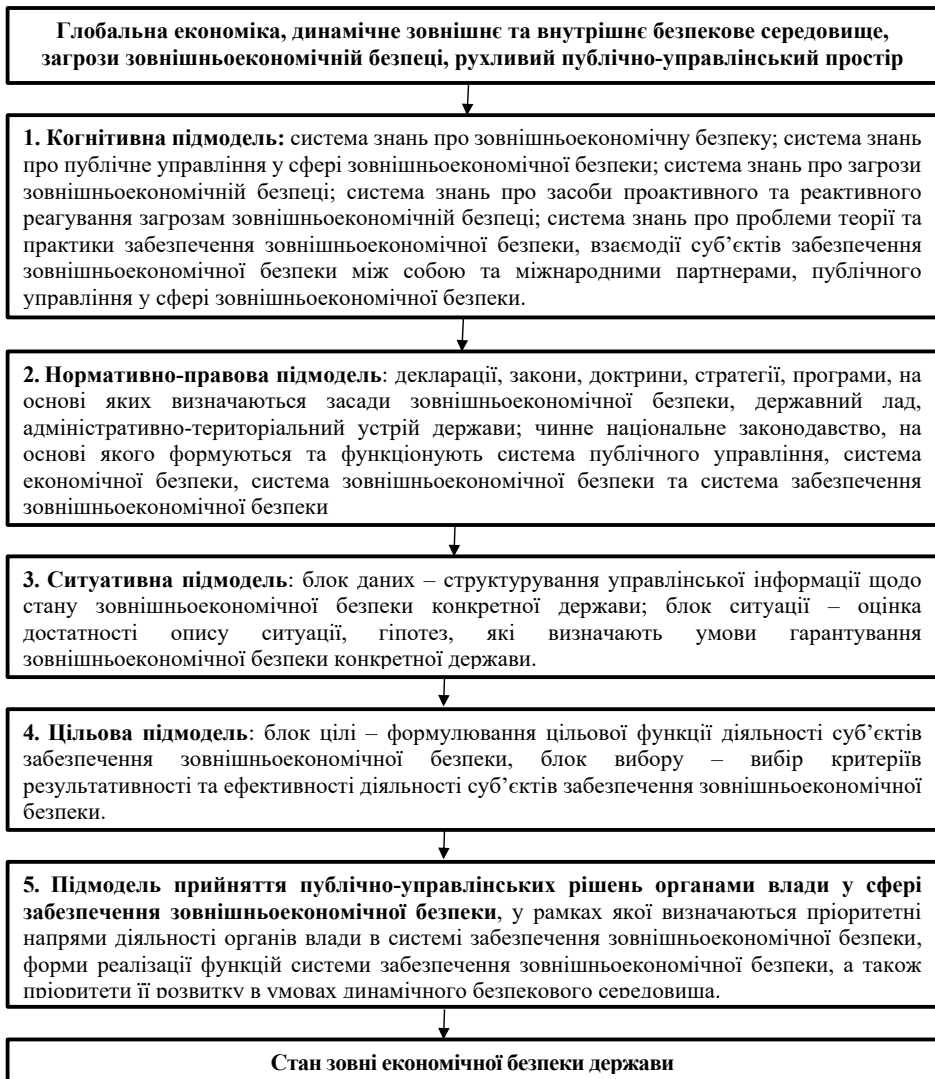 Глобальна економіка, динамічне зовнішнє та внутрішнє безпекове середовище,
загрози зовнішньоекономічній безпеці, рухливий публічно-управлінський простір
1. Когнітивна підмодель: система знань про зовнішньоекономічну безпеку; система знань
про публічне управління у сфері зовнішньоекономічної безпеки; система знань про загрози
зовнішньоекономічній безпеці; система знань про засоби проактивного та реактивного
реагування загрозам зовнішньоекономічній безпеці; система знань про проблеми теорії та
практики забезпечення зовнішньоекономічної безпеки, взаємодії суб’єктів забезпечення
зовнішньоекономічної безпеки між собою та міжнародними партнерами, публічного
управління у сфері зовнішньоекономічної безпеки.
2. Нормативно-правова підмодель: декларації, закони, доктрини, стратегії, програми, на
основі яких визначаються засади зовнішньоекономічної безпеки, державний лад,
адміністративно-територіальний устрій держави; чинне національне законодавство, на
основі якого формуються та функціонують система публічного управління, система
економічної безпеки, система зовнішньоекономічної безпеки та система забезпечення
зовнішньоекономічної безпеки
3. Ситуативна підмодель: блок даних – структурування управлінської інформації щодо
стану зовнішньоекономічної безпеки конкретної держави; блок ситуації – оцінка
достатності опису ситуації, гіпотез, які визначають умови гарантування
зовнішньоекономічної безпеки конкретної держави.
4. Цільова підмодель: блок цілі – формулювання цільової функції діяльності суб’єктів
забезпечення зовнішньоекономічної безпеки, блок вибору – вибір критеріїв
результативності та ефективності діяльності суб’єктів забезпечення зовнішньоекономічної
безпеки.
5. Підмодель прийняття публічно-управлінських рішень органами влади у сфері
забезпечення зовнішньоекономічної безпеки, у рамках якої визначаються пріоритетні
напрями діяльності органів влади в системі забезпечення зовнішньоекономічної безпеки,
форми реалізації функцій системи забезпечення зовнішньоекономічної безпеки, а також
пріоритети її розвитку в умовах динамічного безпекового середовища.
Стан зовні економічної безпеки держави